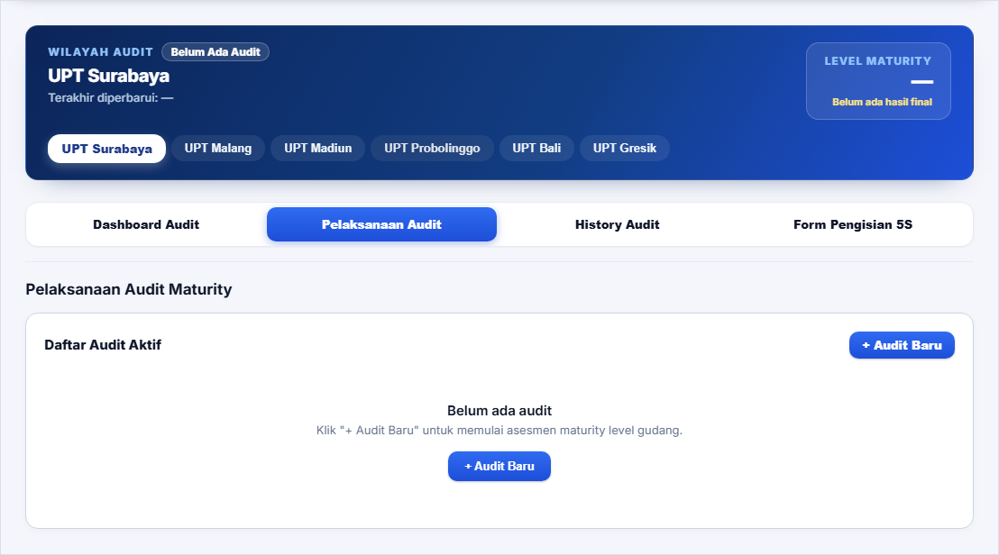 WILAYAH AUDIT Belum Ada Audit
UPT Surabaya
Terakhir diperbarui: —
LEVEL MATURITY
—
Belum ada hasil final
UPT Surabaya UPT Malang UPT Madiun UPT Probolinggo UPT Bali UPT Gresik
Dashboard Audit Pelaksanaan Audit History Audit Form Pengisian 5S
Pelaksanaan Audit Maturity
Daftar Audit Aktif + Audit Baru
Belum ada audit
Klik "+ Audit Baru" untuk memulai asesmen maturity level gudang.
+ Audit Baru